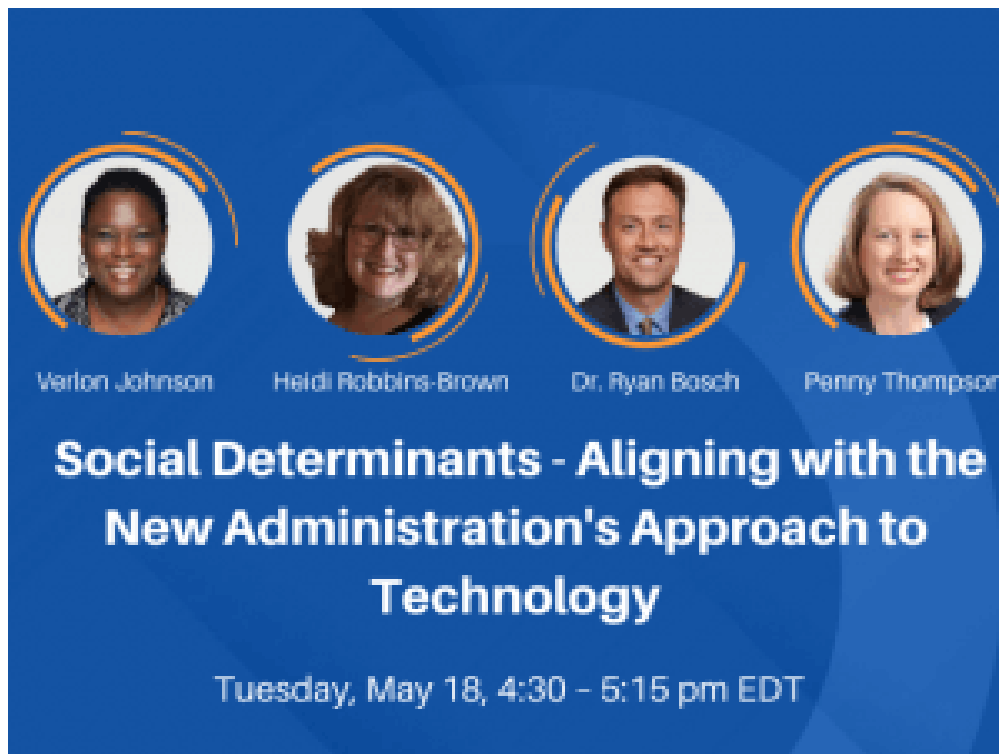 Verlon Johnson Heidi Robbins-Brown Dr. Ryan Bosch Penny Thompson
Social Determinants - Aligning with the
New Administration's Approach to
Technology
Tuesday, May 18, 4:30 – 5:15 pm EDT